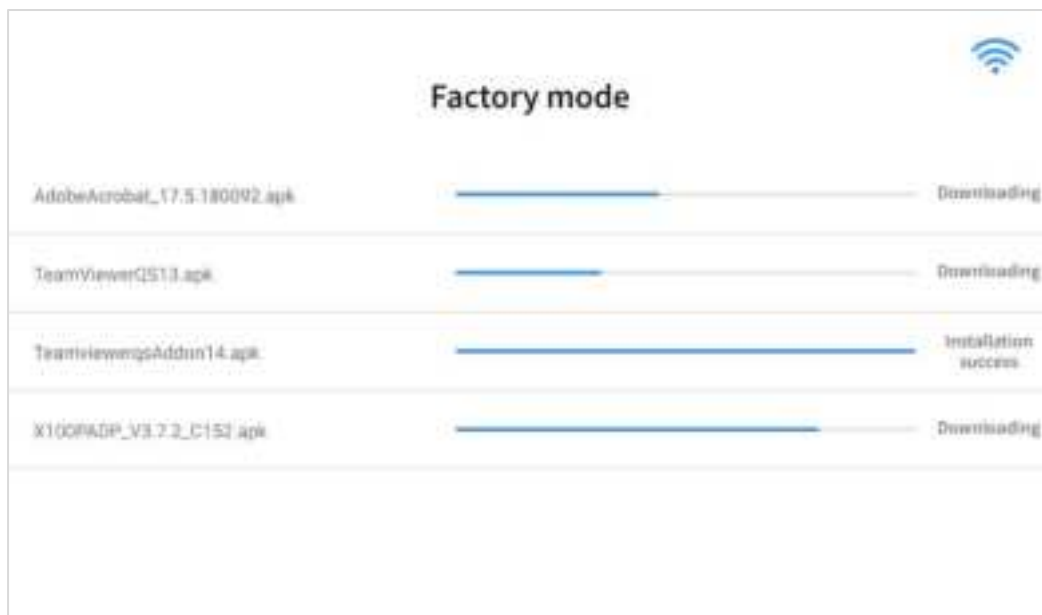 Factory mode
AdobeAcrobat_17.5.180092.apk
Downloading
TeamViewerQS13.apk
Downloading
TeamviewerqsAddon14.apk
Installation
success
X100PADP_V3.7.2_C152.apk
Downloading